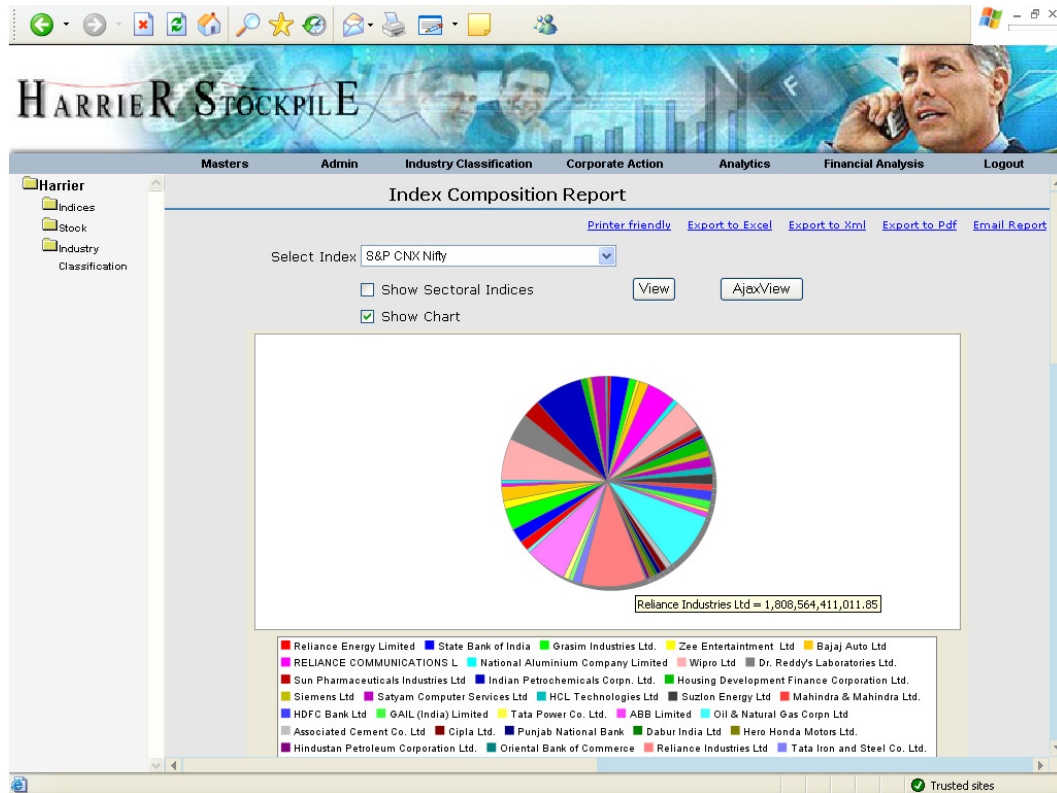 HARRIER STOCKPILE
Masters Admin Industry Classification Corporate Action Analytics Financial Analysis Logout
Harrier
Indices
Stock
Industry
Classification
Index Composition Report
Printer friendly Export to Excel Export to Xml Export to Pdf Email Report
Select Index S&P CNX Nifty
Show Sectoral Indices View AjaxView
Show Chart
Reliance Industries Ltd = 1,808,564,411,011.85
Reliance Energy Limited State Bank of India Grasim Industries Ltd. Zee Entertaintment Ltd Bajaj Auto Ltd
RELIANCE COMMUNICATIONS L National Aluminium Company Limited Wipro Ltd Dr. Reddy's Laboratories Ltd.
Sun Pharmaceuticals Industries Ltd Indian Petrochemicals Corpn. Ltd. Housing Development Finance Corporation Ltd.
Siemens Ltd Satyam Computer Services Ltd HCL Technologies Ltd Suzlon Energy Ltd Mahindra & Mahindra Ltd.
HDFC Bank Ltd GAIL (India) Limited Tata Power Co. Ltd. ABB Limited Oil & Natural Gas Corpn Ltd
Associated Cement Co. Ltd Cipla Ltd. Punjab National Bank Dabur India Ltd Hero Honda Motors Ltd.
Hindustan Petroleum Corporation Ltd. Oriental Bank of Commerce Reliance Industries Ltd Tata Iron and Steel Co. Ltd.
Trusted sites